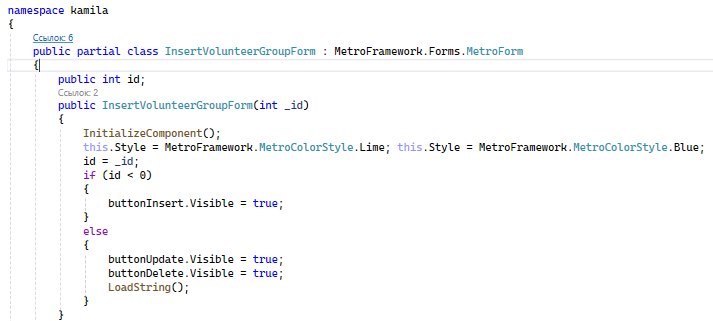 namespace kamila
{
Ссылок: 6
public partial class InsertVolunteerGroupForm : MetroFramework.Forms.MetroForm
{
public int id;
Ссылок: 2
public InsertVolunteerGroupForm(int _id)
{
InitializeComponent();
this.Style = MetroFramework.MetroColorStyle.Lime; this.Style = MetroFramework.MetroColorStyle.Blue;
id = _id;
if (id < 0)
{
buttonInsert.Visible = true;
}
else
{
buttonUpdate.Visible = true;
buttonDelete.Visible = true;
LoadString();
}
}